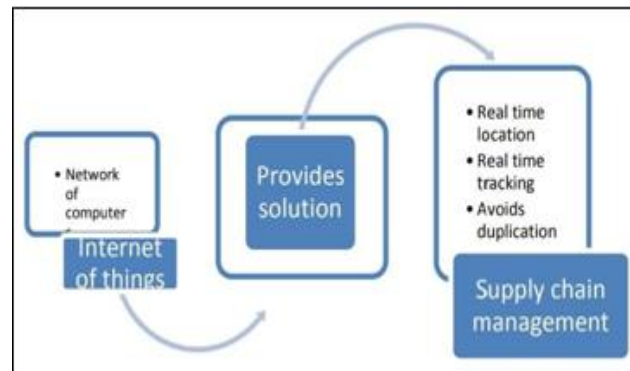 • Network
of
computer
Internet
of things
Provides
solution
• Real time
location
• Real time
tracking
• Avoids
duplication
Supply chain
management